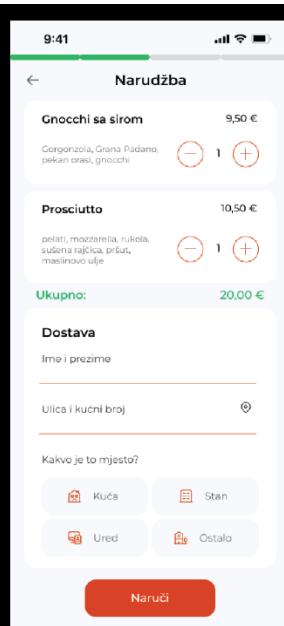 9:41
Narudžba
Gnocchi sa sirom 9,50 €
Gorgonzola, Grana Padano,
pekan orasi, gnocchi
1
Prosciutto 10,50 €
pelati, mozzarella, rukola,
sušena rajčica, pršut,
maslinovo ulje
1
Ukupno: 20,00 €
Dostava
Ime i prezime
Ulica i kućni broj
Kakvo je to mjesto?
Kuća Stan
Ured Ostalo
Naruči